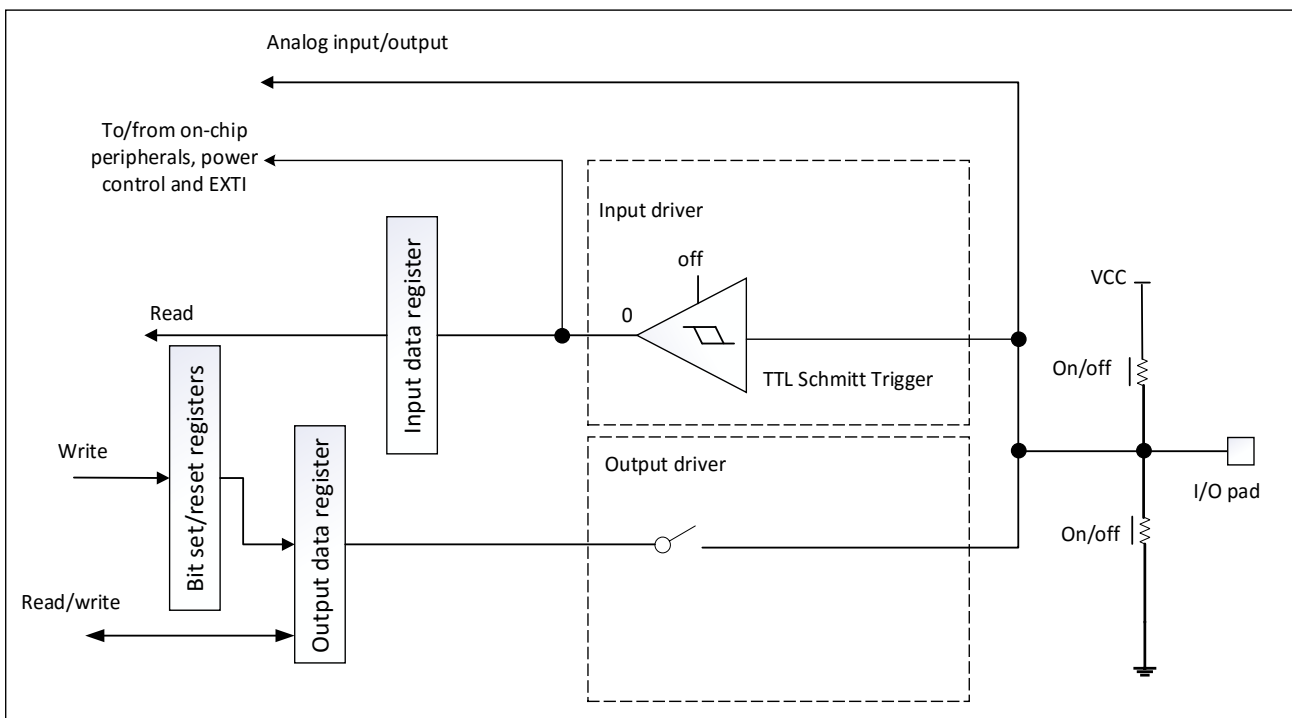 Analog input/output
To/from on-chip
peripherals, power
control and EXTI
Input driver
off
0
TTL Schmitt Trigger
Input data register
Read
VCC
On/off
Bit set/reset registers
Write
Output data register
Output driver
I/O pad
On/off
Read/write